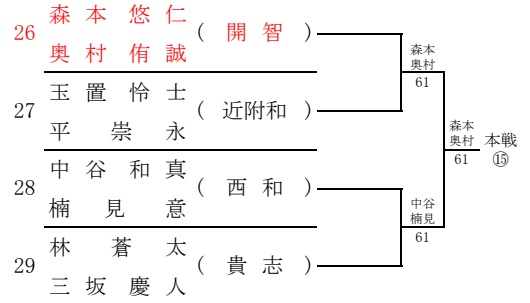 26 森本 悠仁 ( 開智 )
奥村 侑誠
27 玉置 怜士 ( 近附和 )
平 崇永
28 中谷 和真 ( 西和 )
楠見 意
29 林 蒼太 ( 貴志 )
三坂 慶人
森本
奥村
61
中谷
楠見
61
森本
奥村
61
本戦
⑮